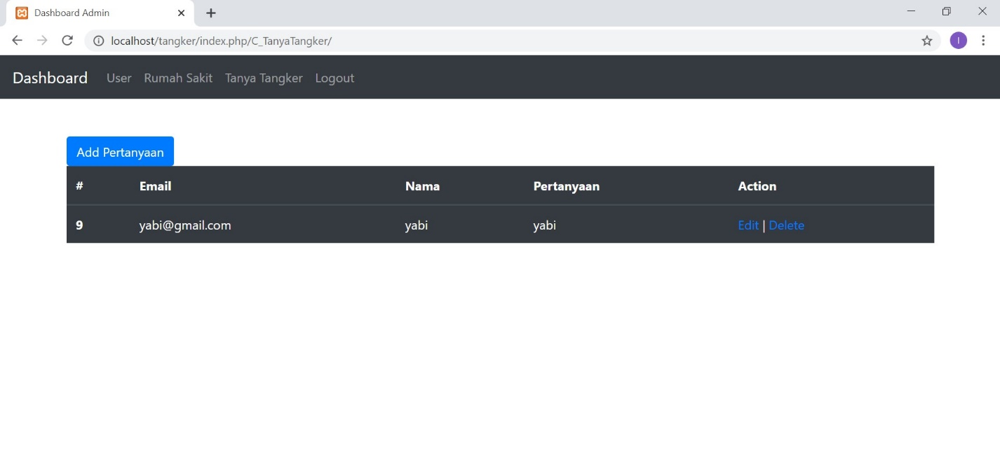 Dashboard Admin
localhost/tangker/index.php/C_TanyaTangker/
I
Dashboard User Rumah Sakit Tanya Tangker Logout
Add Pertanyaan
# Email Nama Pertanyaan Action
9 yabi@gmail.com yabi yabi Edit | Delete